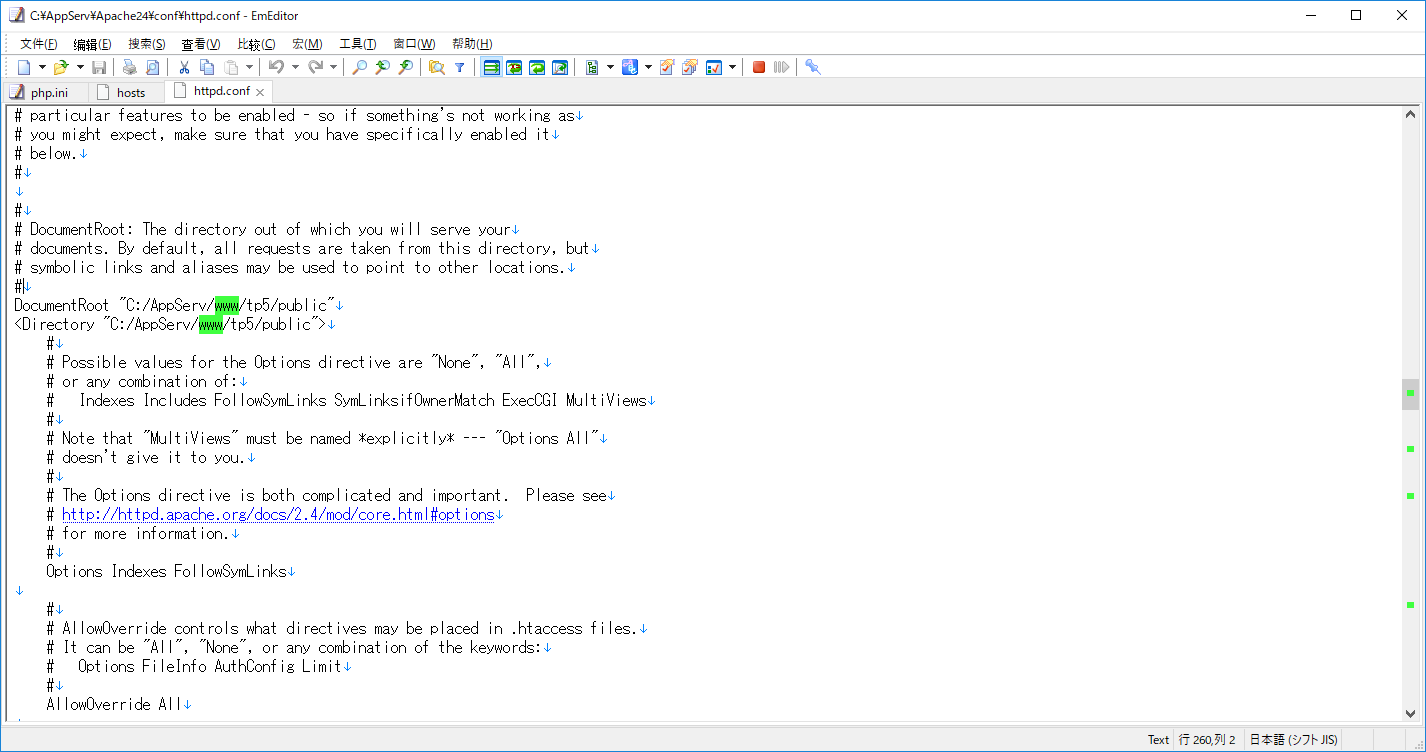 C:¥AppServ¥Apache24¥conf¥httpd.conf - EmEditor
文件(F) 编辑(E) 搜索(S) 查看(V) 比较(C) 宏(M) 工具(T) 窗口(W) 帮助(H)
php.ini hosts httpd.conf
# particular features to be enabled - so if something's not working as↓
# you might expect, make sure that you have specifically enabled it↓
# below.↓
#↓
↓
#↓
# DocumentRoot: The directory out of which you will serve your↓
# documents. By default, all requests are taken from this directory, but↓
# symbolic links and aliases may be used to point to other locations.↓
#↓
DocumentRoot "C:/AppServ/www/tp5/public"↓
<Directory "C:/AppServ/www/tp5/public">↓
    #↓
    # Possible values for the Options directive are "None", "All",↓
    # or any combination of:↓
    #   Indexes Includes FollowSymLinks SymLinksifOwnerMatch ExecCGI MultiViews↓
    #↓
    # Note that "MultiViews" must be named *explicitly* --- "Options All"↓
    # doesn't give it to you.↓
    #↓
    # The Options directive is both complicated and important.  Please see↓
    # http://httpd.apache.org/docs/2.4/mod/core.html#options↓
    # for more information.↓
    #↓
    Options Indexes FollowSymLinks↓
↓
    #↓
    # AllowOverride controls what directives may be placed in .htaccess files.↓
    # It can be "All", "None", or any combination of the keywords:↓
    #   Options FileInfo AuthConfig Limit↓
    #↓
    AllowOverride All↓
Text 行 260,列 2 日本語 (シフト JIS)